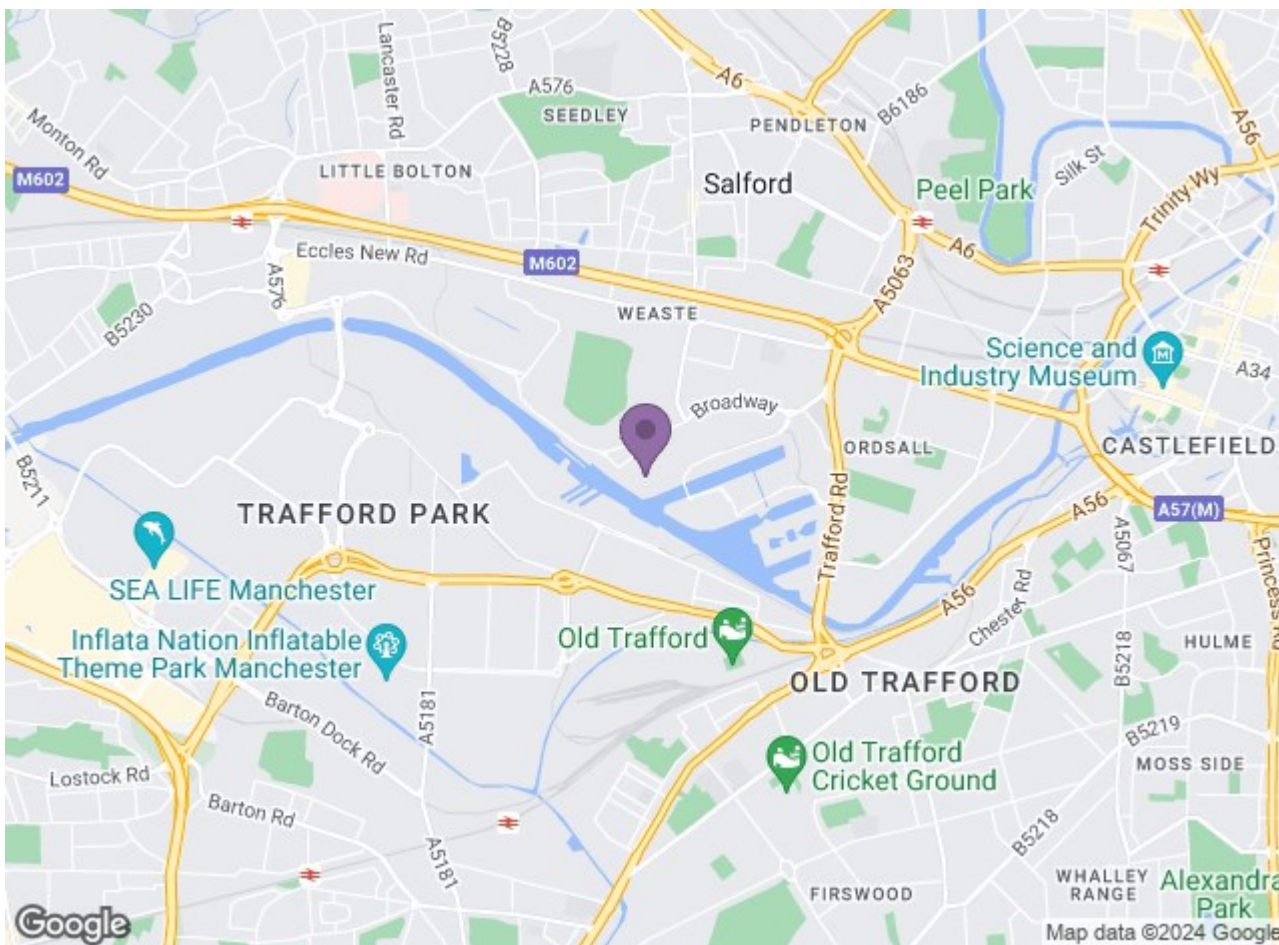 B5228
Lancaster Rd
A576
SEEDLEY
A6
B6186
PENDLETON
A56
Monton Rd
M602
LITTLE BOLTON
Salford
Silk St
Peel Park
Trinity Wy
Eccles New Rd
A576
M602
A5063
A6
B5230
WEASTE
Science and
Industry Museum
A34
Broadway
ORDSALL
CASTLEFIELD
B5211
TRAFFORD PARK
Trafford Rd
A56
A57(M)
A5067
Princess Rd
SEA LIFE Manchester
A56
Chester Rd
Inflata Nation Inflatable
Theme Park Manchester
Old Trafford
B5218
HULME
OLD TRAFFORD
A5181
Barton Dock Rd
B5219
Lostock Rd
Old Trafford
Cricket Ground
MOSS SIDE
Barton Rd
A5181
B5218
FIRSWOOD
WHALLEY
RANGE
Alexandra
Park
Google
Map data ©2024 Google